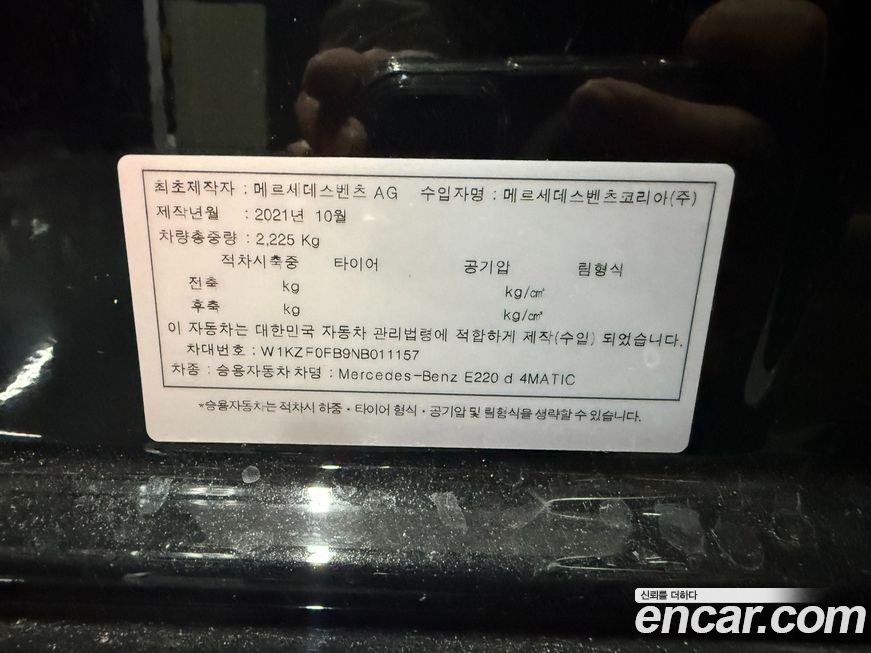 최초제작자 : 메르세데스벤츠 AG 수입자명 : 메르세데스벤츠코리아(주)
제작년월 : 2021년 10월
차량총중량 : 2,225 Kg
적차시축중 타이어 공기압 림형식
전축 kg kg/㎠
후축 kg kg/㎠
이 자동차는 대한민국 자동차 관리법령에 적합하게 제작(수입) 되었습니다.
차대번호 : W1KZF0FB9NB011157
차종 : 승용자동차 차명 : Mercedes-Benz E220 d 4MATIC
*승용자동차는 적차시 하중 · 타이어 형식 · 공기압 및 림형식을 생략할 수 있습니다.
신뢰를 더하다
encar.com